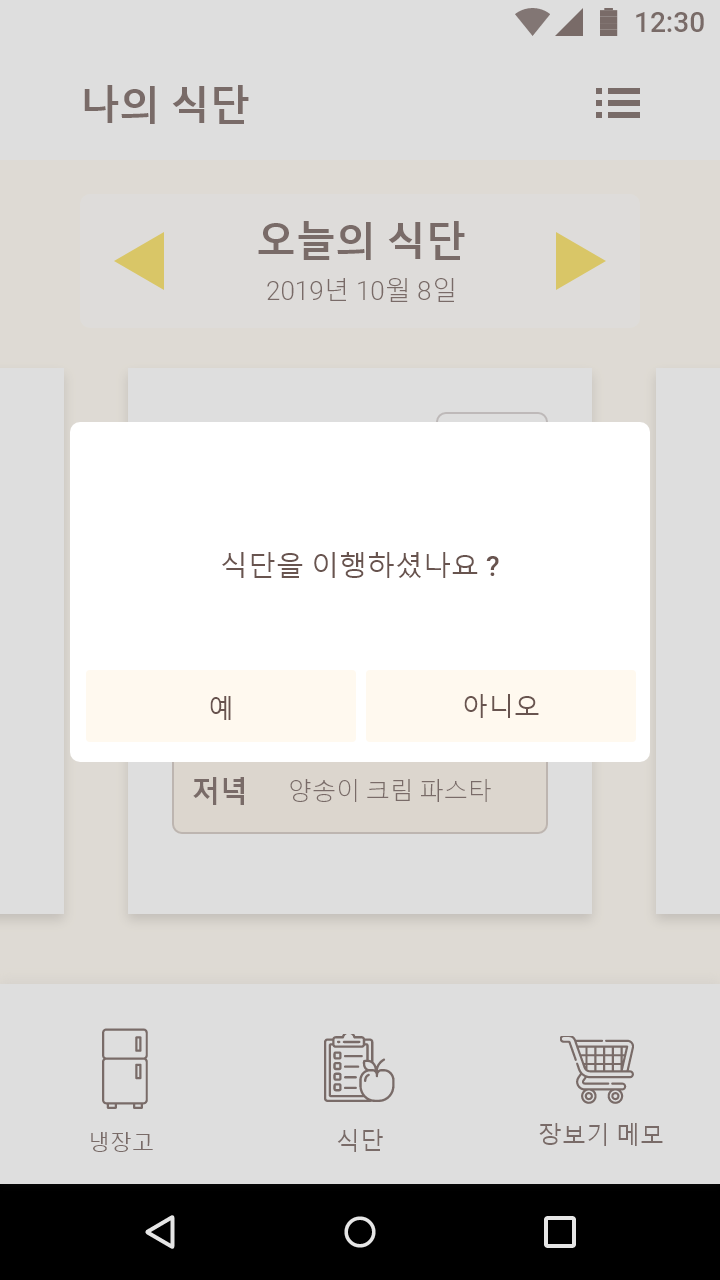 12:30
나의 식단
오늘의 식단
2019년 10월 8일
식단을 이행하셨나요 ?
예
아니오
저녁 양송이 크림 파스타
냉장고
식단
장보기 메모